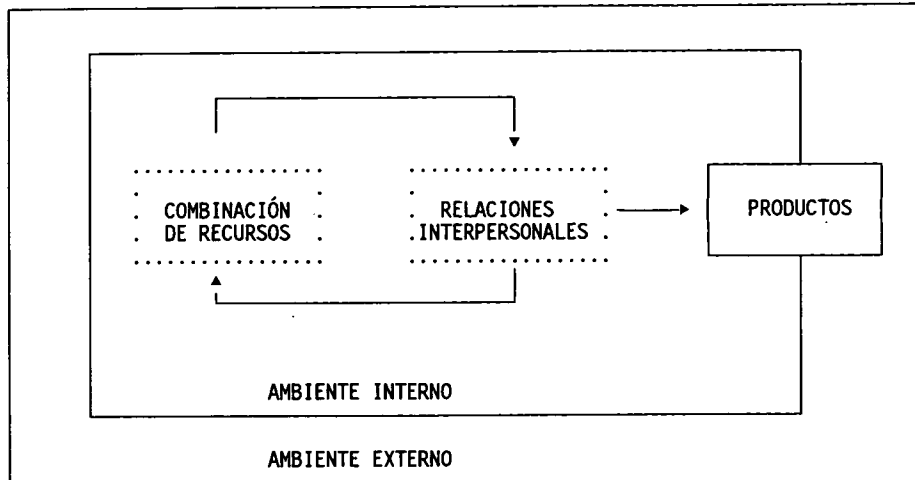 COMBINACIÓN
DE RECURSOS
RELACIONES
INTERPERSONALES
PRODUCTOS
AMBIENTE INTERNO
AMBIENTE EXTERNO